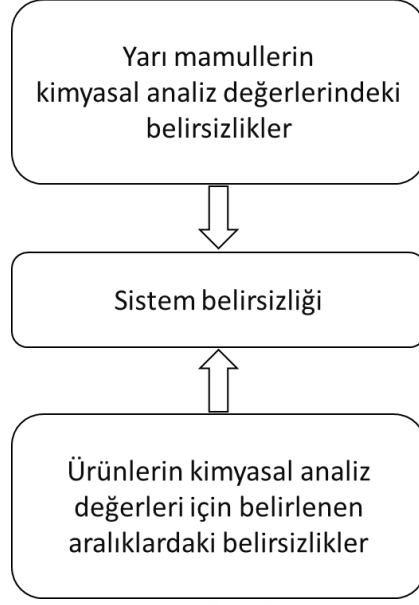 Yarı mamullerin
kimyasal analiz değerlerindeki
belirsizlikler
Sistem belirsizliği
Ürünlerin kimyasal analiz
değerleri için belirlenen
aralıklardaki belirsizlikler